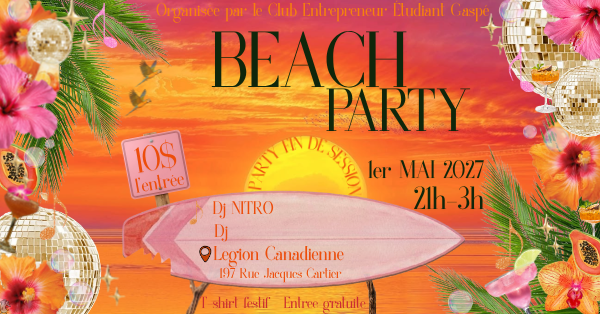 Organisée par le Club Entrepreneur Étudiant Gaspé
BEACH
PARTY
10$
l'entrée
PARTY FIN DE SESSION
1er MAI 2027
21h-3h
Dj NITRO
Dj
Legion Canadienne
197 Rue Jacques Cartier
T-shirt festif Entrée gratuite